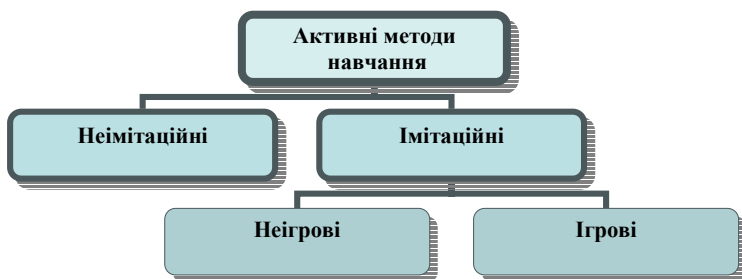 Активні методи
навчання
Неімітаційні
Імітаційні
Неігрові
Ігрові